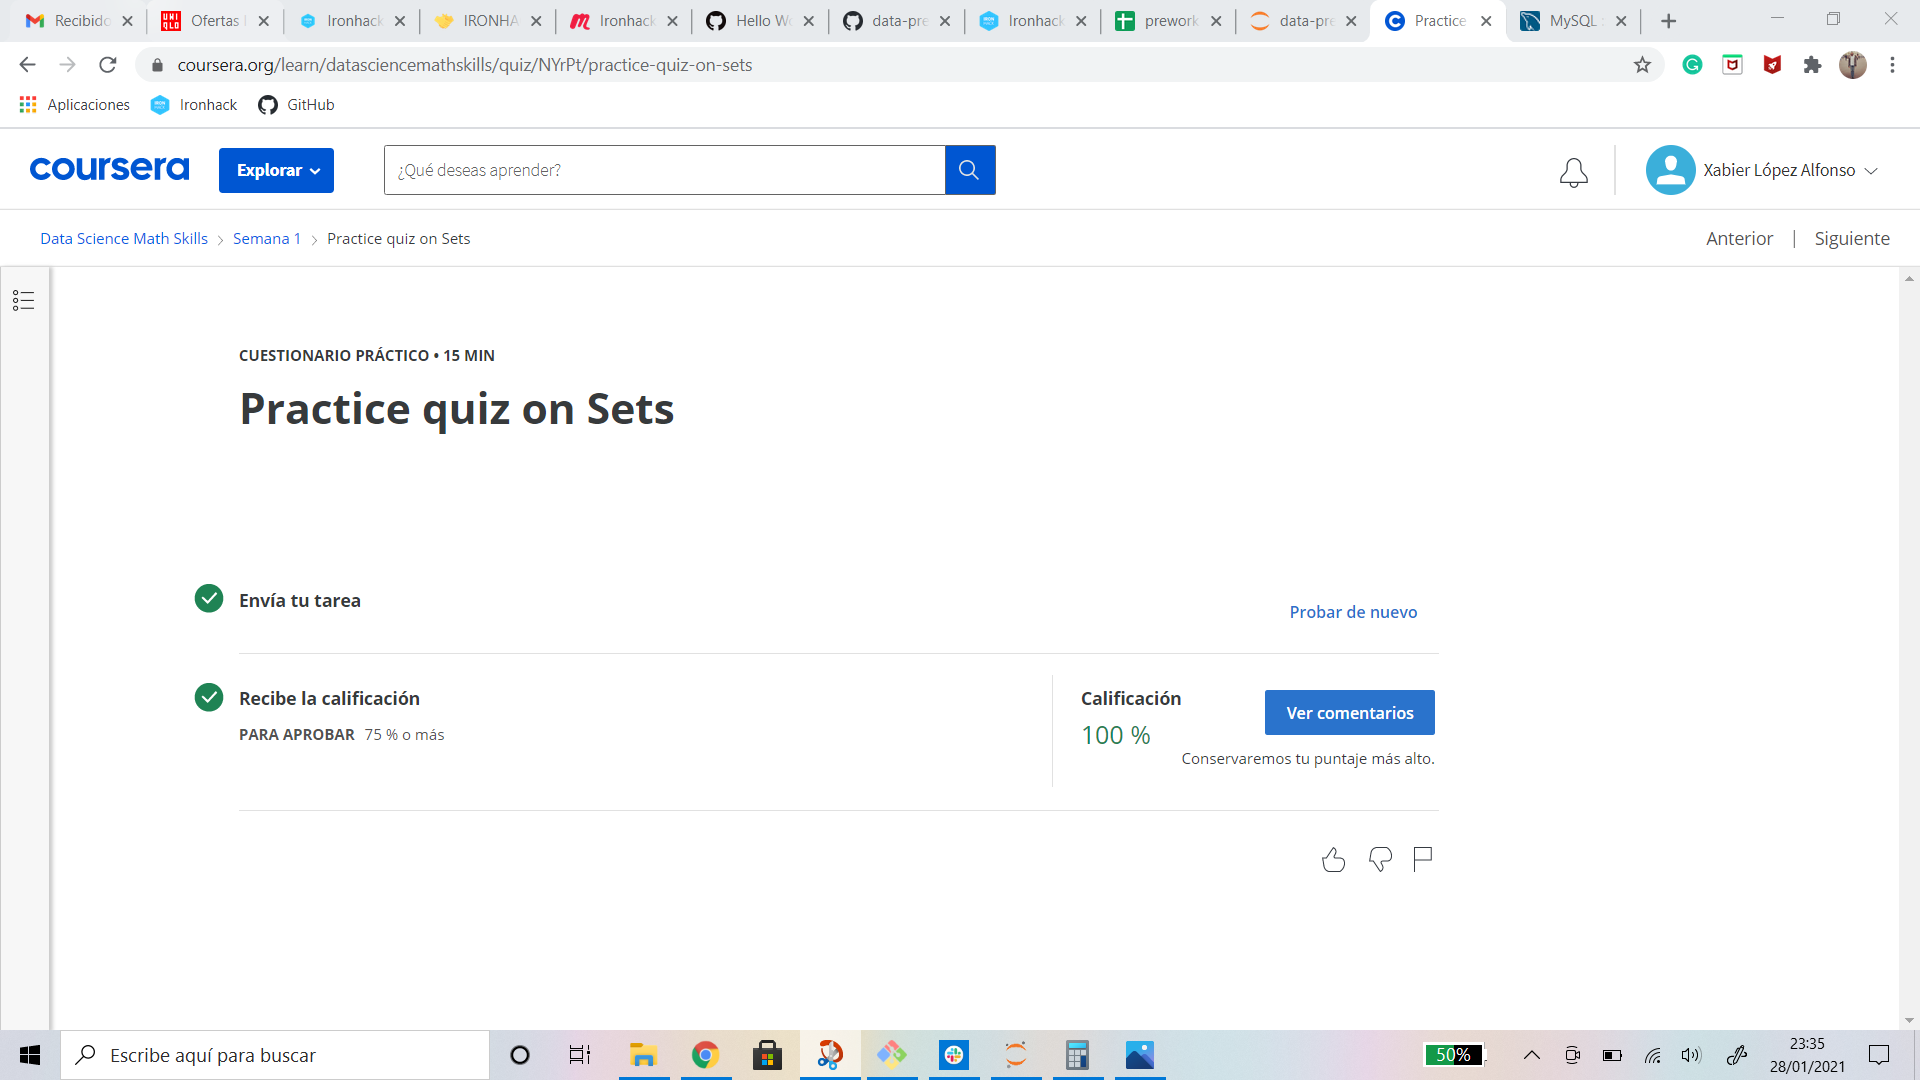 Recibido
Ofertas
Ironhack
IRONHA
Ironhack
Hello Wo
data-pre
Ironhack
prework
data-pre
Practice
MySQL
coursera.org/learn/datasciencemathskills/quiz/NYrPt/practice-quiz-on-sets
Aplicaciones
Ironhack
GitHub
coursera
Explorar
¿Qué deseas aprender?
Xabier López Alfonso
Data Science Math Skills > Semana 1 > Practice quiz on Sets
Anterior | Siguiente
CUESTIONARIO PRÁCTICO • 15 MIN
Practice quiz on Sets
Envía tu tarea
Probar de nuevo
Recibe la calificación
PARA APROBAR 75 % o más
Calificación
100 %
Ver comentarios
Conservaremos tu puntaje más alto.
Escribe aquí para buscar
50%
23:35
28/01/2021